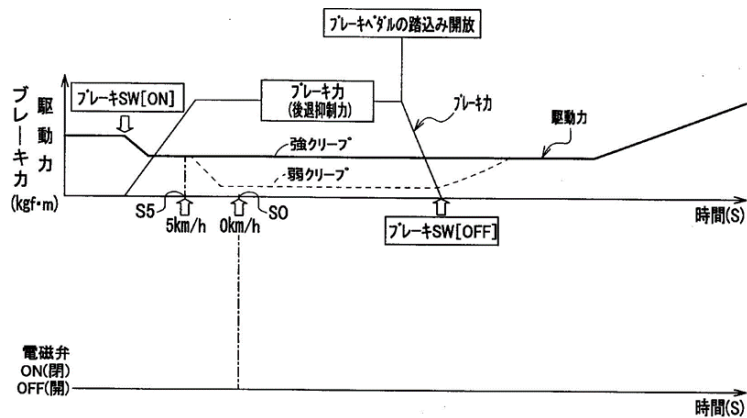 ブレーキペダルの踏込み開放
ブレーキSW[ON]
ブレーキ力
(後退抑制力)
ブレーキ力
駆動力
駆動力
ブレーキ力
(kgf・m)
強クリープ
弱クリープ
S5
S0
5km/h
0km/h
ブレーキSW[OFF]
時間(S)
電磁弁
ON(閉)
OFF(開)
時間(S)